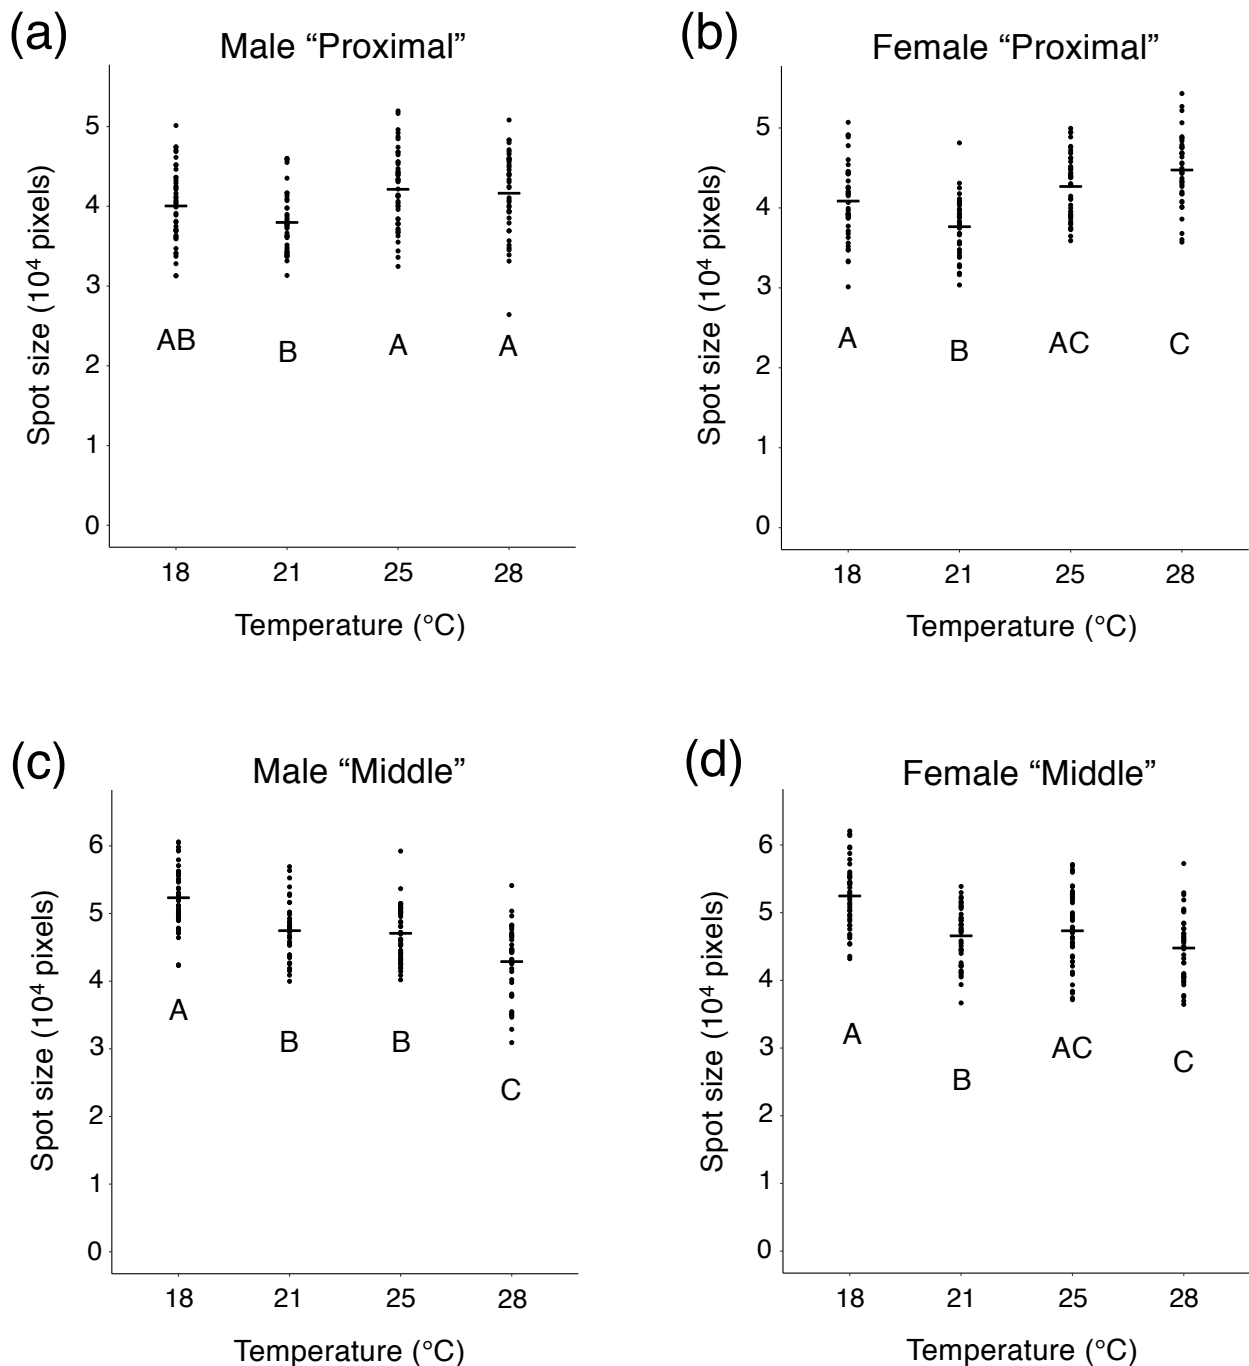 (a)
Male “Proximal”
Spot size (10⁴ pixels)
5
4
3
2
1
0
AB
B
A
A
18
21
25
28
Temperature (°C)
(b)
Female “Proximal”
Spot size (10⁴ pixels)
5
4
3
2
1
0
A
B
AC
C
18
21
25
28
Temperature (°C)
(c)
Male “Middle”
Spot size (10⁴ pixels)
6
5
4
3
2
1
0
A
B
B
C
18
21
25
28
Temperature (°C)
(d)
Female “Middle”
Spot size (10⁴ pixels)
6
5
4
3
2
1
0
A
B
AC
C
18
21
25
28
Temperature (°C)